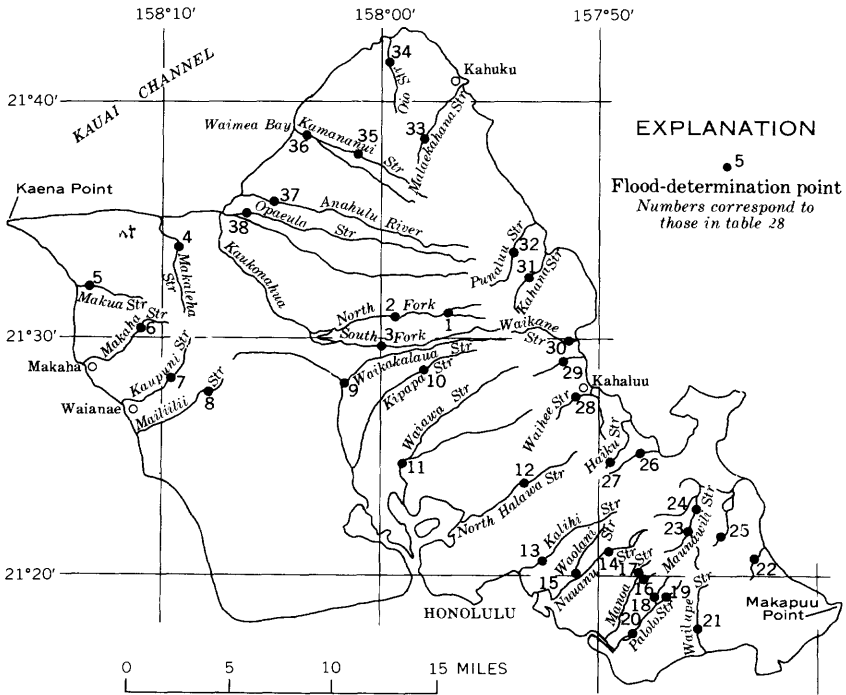 158°10' 158°00' 157°50'
34
Kahuku
Oio Str
21°40'
KAUAI CHANNEL
Waimea Bay
Kamananui Str
35
36
33
Malaekahana Str
EXPLANATION
5
Flood-determination point
Numbers correspond to
those in table 28
Kaena Point
37
Anahulu River
38
Opaeula Str
4
Makaleha Str
Kaukonahua
32
Punaluu Str
31
Kahana Str
5
Makua Str
2
North Fork
1
6
Makaha Str
21°30'
3
South Fork
Waikane Str
30
Makaha
Waikakalaua Str
29
Kaupuni Str
7
9
10
Kipapa Str
Kahaluu
Waianae
Mailiilii Str
8
28
Waihee Str
Waiawa Str
11
Haiku Str
27
26
12
North Halawa Str
24
23
Maunawili Str
25
13
Kalihi Str
Waolani Str
14
22
21°20'
15
Nuuanu Str
17
Str
16
18
19
Manoa
HONOLULU
Makapuu
Point
20
Palolo Str
Wailupe Str
21
0 5 10 15 MILES